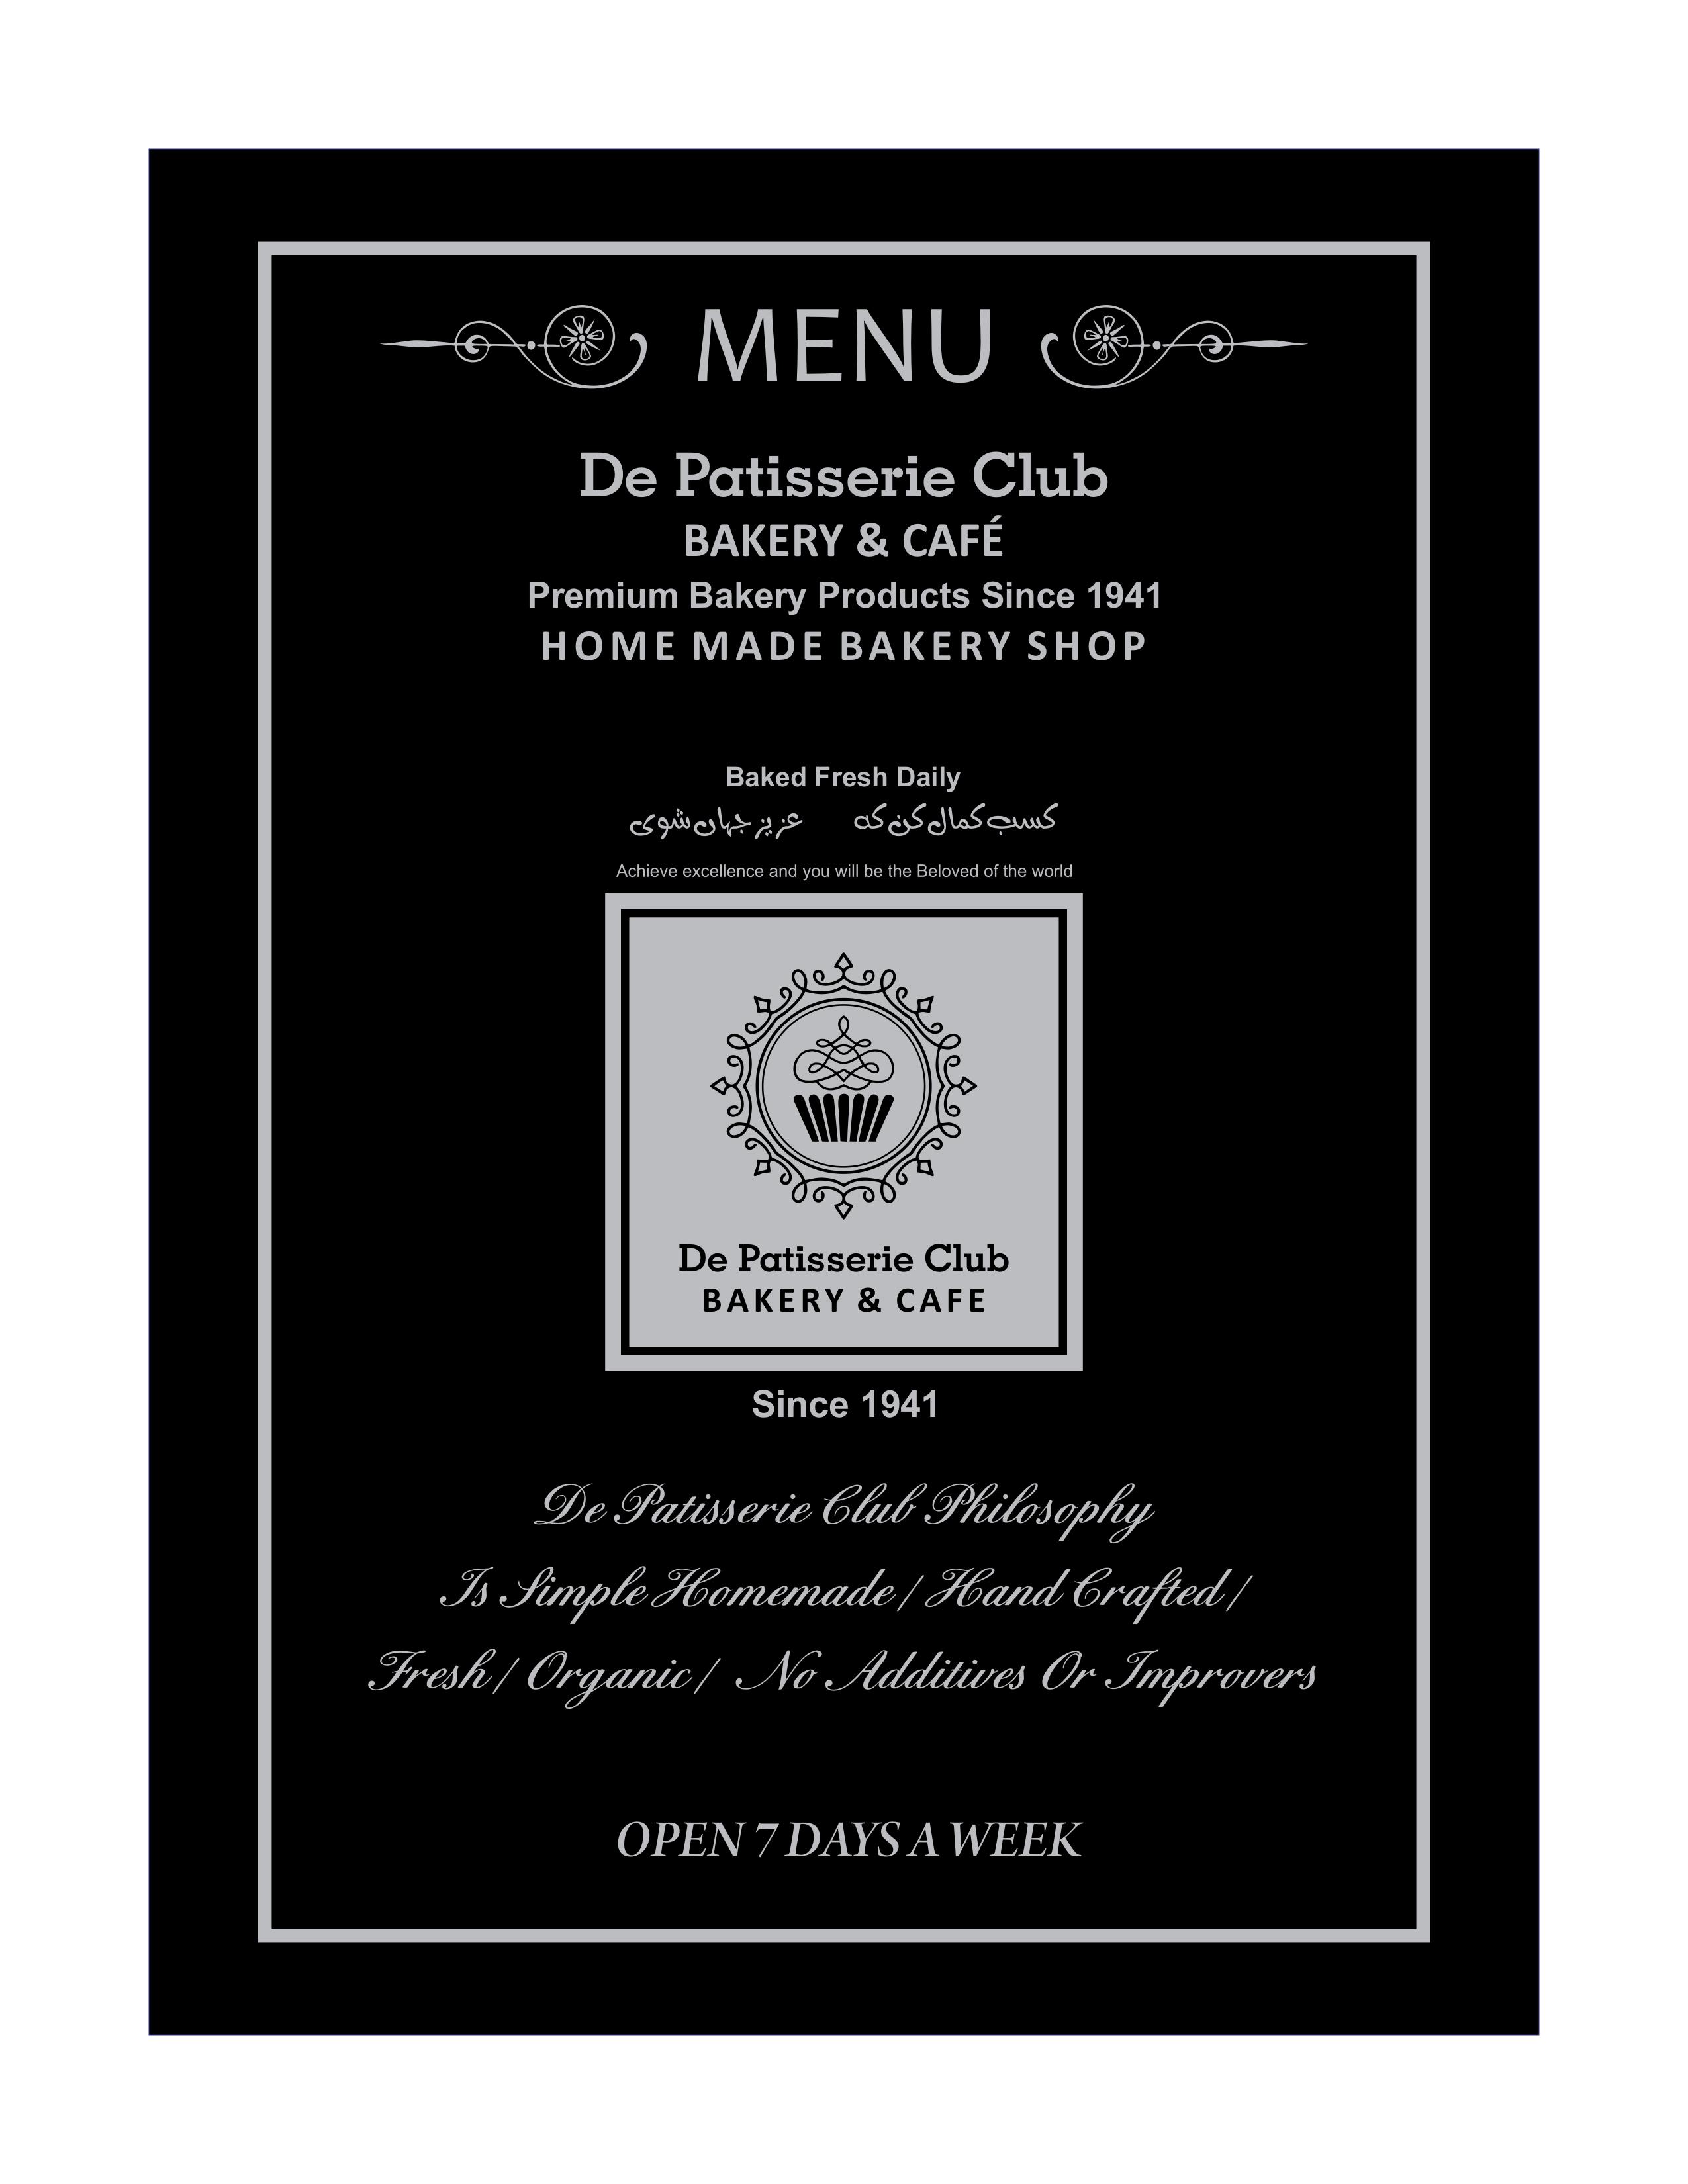 MENU
De Patisserie Club
BAKERY & CAFÉ
Premium Bakery Products Since 1941
HOME MADE BAKERY SHOP
Baked Fresh Daily
کسب کمال کن که عزیز جهان شوی
Achieve excellence and you will be the Beloved of the world
De Patisserie Club
BAKERY & CAFE
Since 1941
De Patisserie Club Philosophy
Is Simple Homemade / Hand Crafted /
Fresh / Organic / No Additives Or Improvers
OPEN 7 DAYS A WEEK